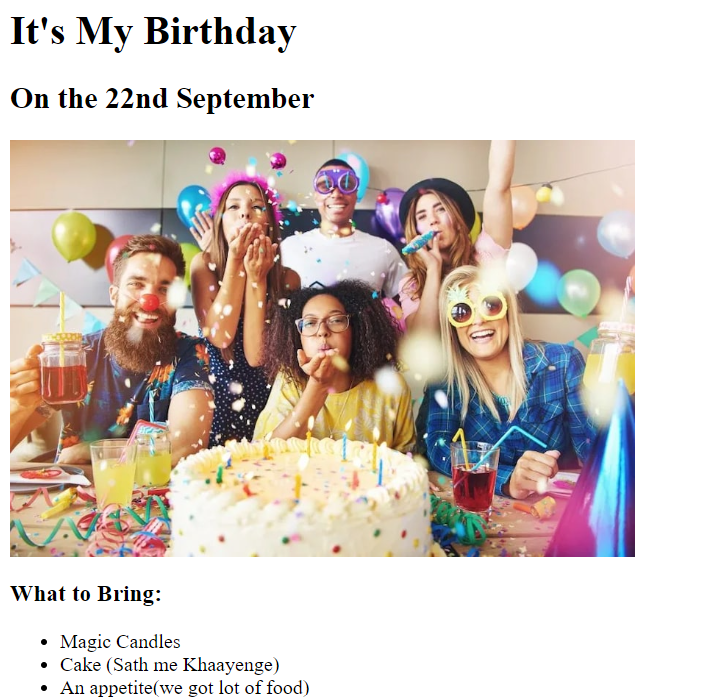 It's My Birthday
On the 22nd September
What to Bring:
Magic Candles
Cake (Sath me Khaayenge)
An appetite(we got lot of food)